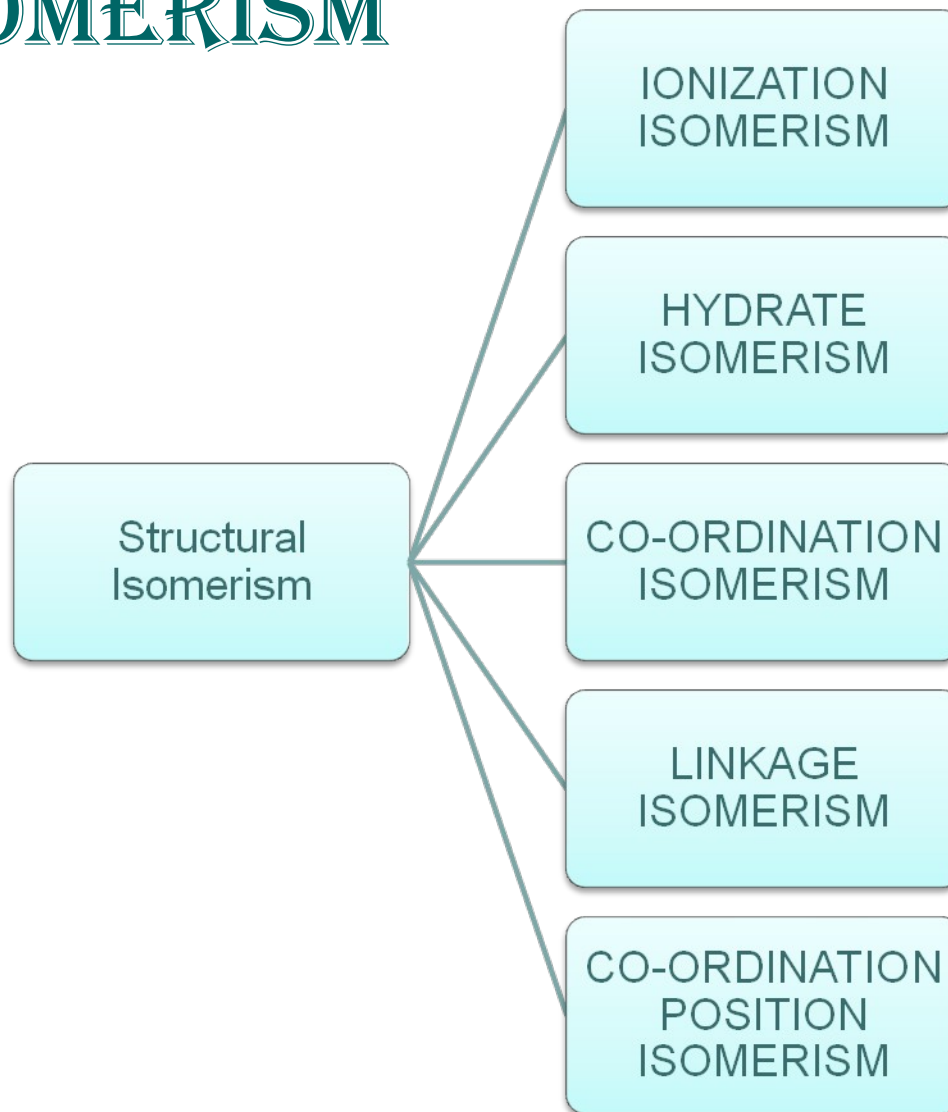 OMERISM
IONIZATION
ISOMERISM
HYDRATE
ISOMERISM
Structural
Isomerism
CO-ORDINATION
ISOMERISM
LINKAGE
ISOMERISM
CO-ORDINATION
POSITION
ISOMERISM